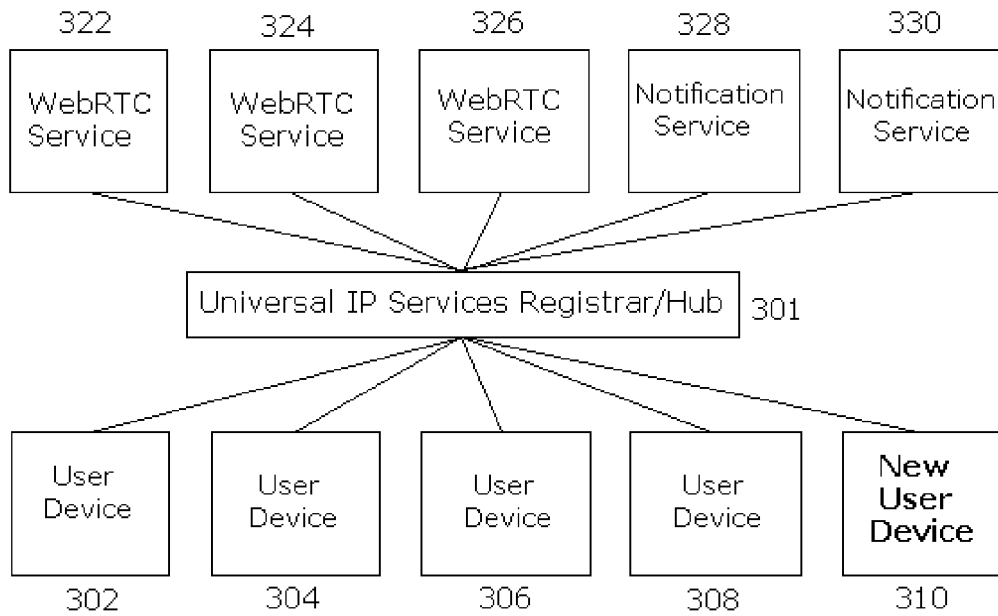 322 324 326 328 330
WebRTC Service
WebRTC Service
WebRTC Service
Notification Service
Notification Service
Universal IP Services Registrar/Hub 301
User Device
User Device
User Device
User Device
New User Device
302 304 306 308 310